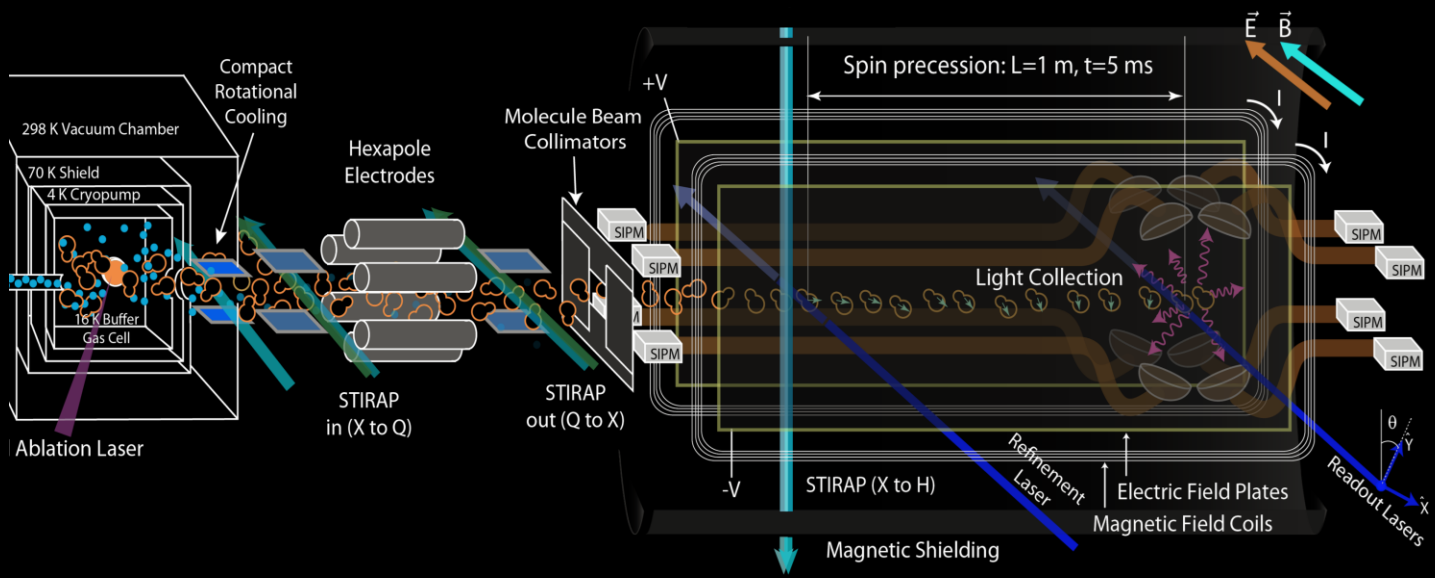 Compact
Rotational
Cooling
298 K Vacuum Chamber
70 K Shield
4 K Cryopump
16 K Buffer
Gas Cell
Ablation Laser
STIRAP
in (X to Q)
Hexapole
Electrodes
STIRAP
out (Q to X)
Molecule Beam
Collimators
SIPM
SIPM
SIPM
+V
-V
Spin precession: L=1 m, t=5 ms
E
B
I
I
Light Collection
SIPM
SIPM
SIPM
SIPM
STIRAP (X to H)
Refinement
Laser
Electric Field Plates
Magnetic Field Coils
Magnetic Shielding
Readout Lasers
θ